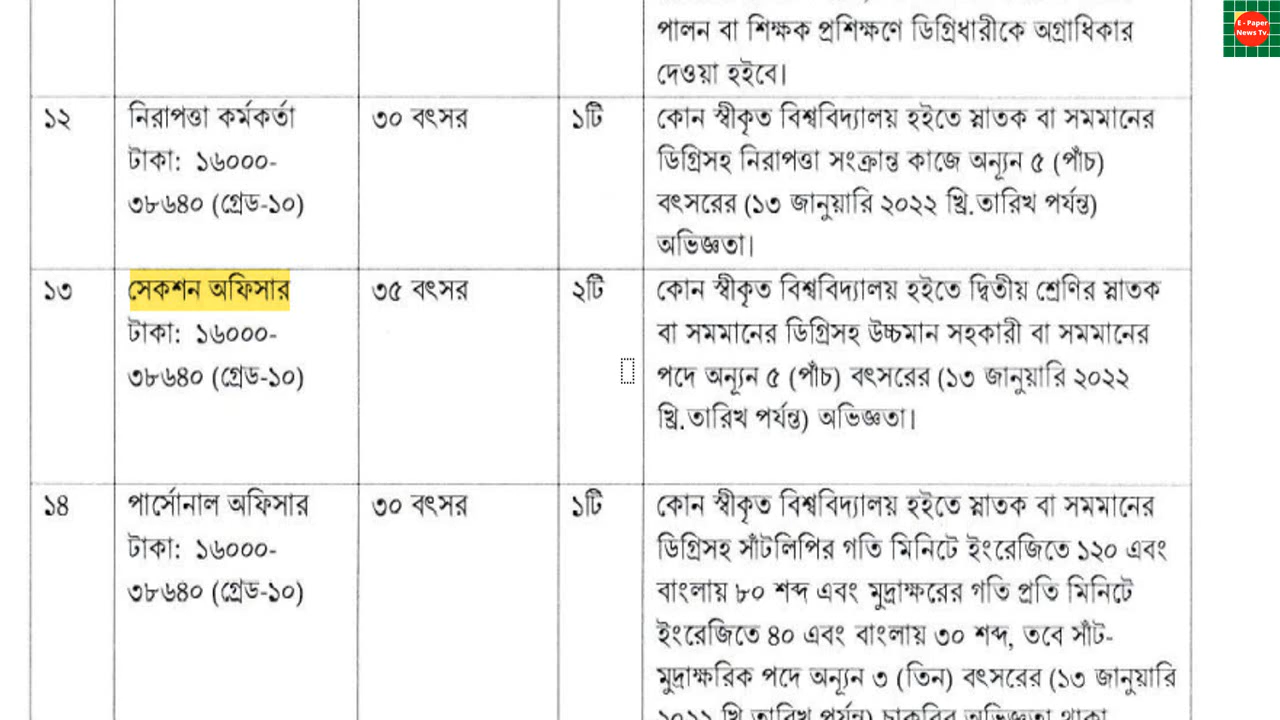 E - Paper
News Tv.
পালন বা শিক্ষক প্রশিক্ষণে ডিগ্রিধারীকে অগ্রাধিকার
দেওয়া হইবে।
১২ নিরাপত্তা কর্মকর্তা ৩০ বৎসর ১টি কোন স্বীকৃত বিশ্ববিদ্যালয় হইতে স্নাতক বা সমমানের
টাকা: ১৬০০০- ডিগ্রিসহ নিরাপত্তা সংক্রান্ত কাজে অন্যূন ৫ (পাঁচ)
৩৮৬৪০ (গ্রেড-১০) বৎসরের (১৩ জানুয়ারি ২০২২ খ্রি.তারিখ পর্যন্ত)
অভিজ্ঞতা।
১৩ সেকশন অফিসার ৩৫ বৎসর ২টি কোন স্বীকৃত বিশ্ববিদ্যালয় হইতে দ্বিতীয় শ্রেণির স্নাতক
টাকা: ১৬০০০- বা সমমানের ডিগ্রিসহ উচ্চমান সহকারী বা সমমানের
৩৮৬৪০ (গ্রেড-১০) পদে অন্যূন ৫ (পাঁচ) বৎসরের (১৩ জানুয়ারি ২০২২
খ্রি.তারিখ পর্যন্ত) অভিজ্ঞতা।
১৪ পার্সোনাল অফিসার ৩০ বৎসর ১টি কোন স্বীকৃত বিশ্ববিদ্যালয় হইতে স্নাতক বা সমমানের
টাকা: ১৬০০০- ডিগ্রিসহ সাঁটলিপির গতি মিনিটে ইংরেজিতে ১২০ এবং
৩৮৬৪০ (গ্রেড-১০) বাংলায় ৮০ শব্দ এবং মুদ্রাক্ষরের গতি প্রতি মিনিটে
ইংরেজিতে ৪০ এবং বাংলায় ৩০ শব্দ, তবে সাঁট-
মুদ্রাক্ষরিক পদে অন্যূন ৩ (তিন) বৎসরের (১৩ জানুয়ারি
২০২২ খ্রি.তারিখ পর্যন্ত) চাকুরির অভিজ্ঞতা থাকা